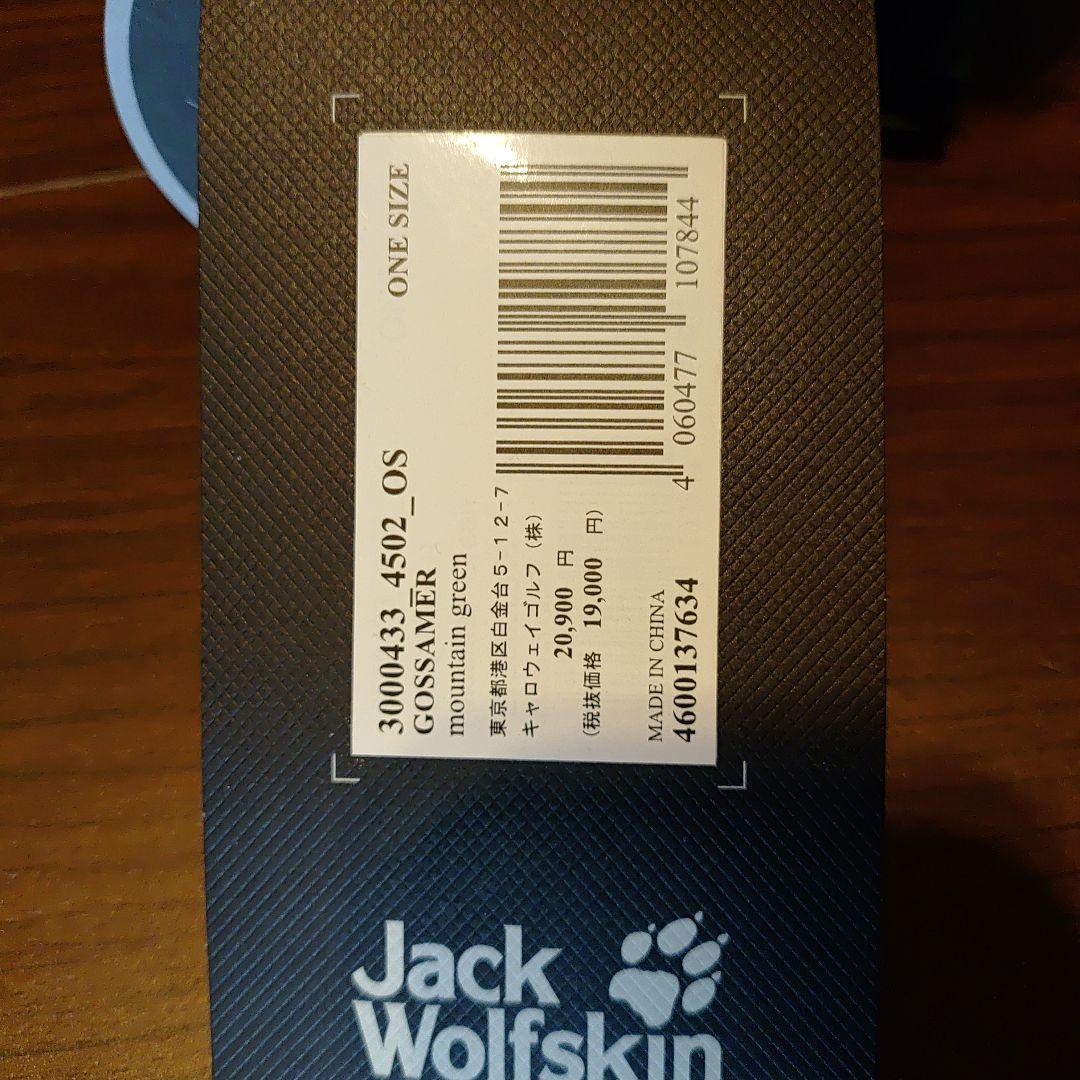 3000433_4502_OS
GOSSAMER
mountain green
ONE SIZE
東京都港区白金台5-12-7
キャロウェイゴルフ（株）
20,900 円
（税抜価格 19,000 円）
MADE IN CHINA
4600137634
4 060477 107844
Jack
Wolfskin